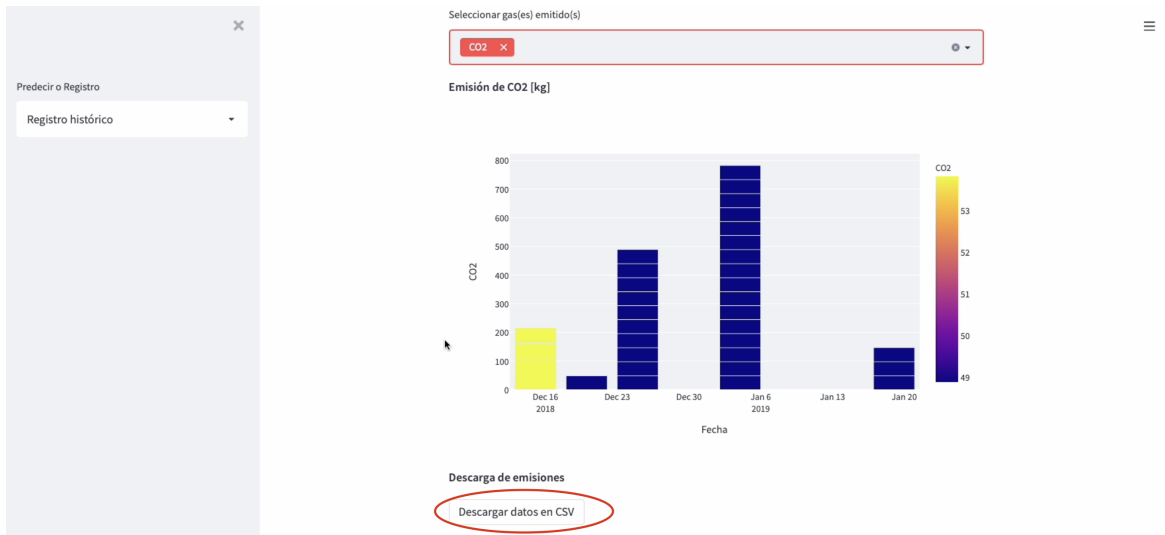 Seleccionar gas(es) emitido(s)
×
CO2 ×
Predecir o Registro
Registro histórico
Emisión de CO2 [kg]
800
700
600
500
400
300
200
100
0
CO2
Dec 16
2018
Dec 23
Dec 30
Jan 6
2019
Jan 13
Jan 20
Fecha
CO2
53
52
51
50
49
Descarga de emisiones
Descargar datos en CSV